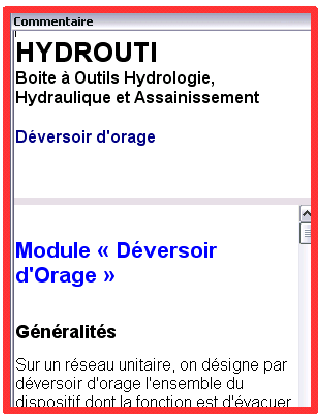 Commentaire
HYDROUTI
Boite à Outils Hydrologie,
Hydraulique et Assainissement
Déversoir d'orage
Module « Déversoir
d'Orage »
Généralités
Sur un réseau unitaire, on désigne par
déversoir d'orage l'ensemble du
dispositif dont la fonction est d'évacuer